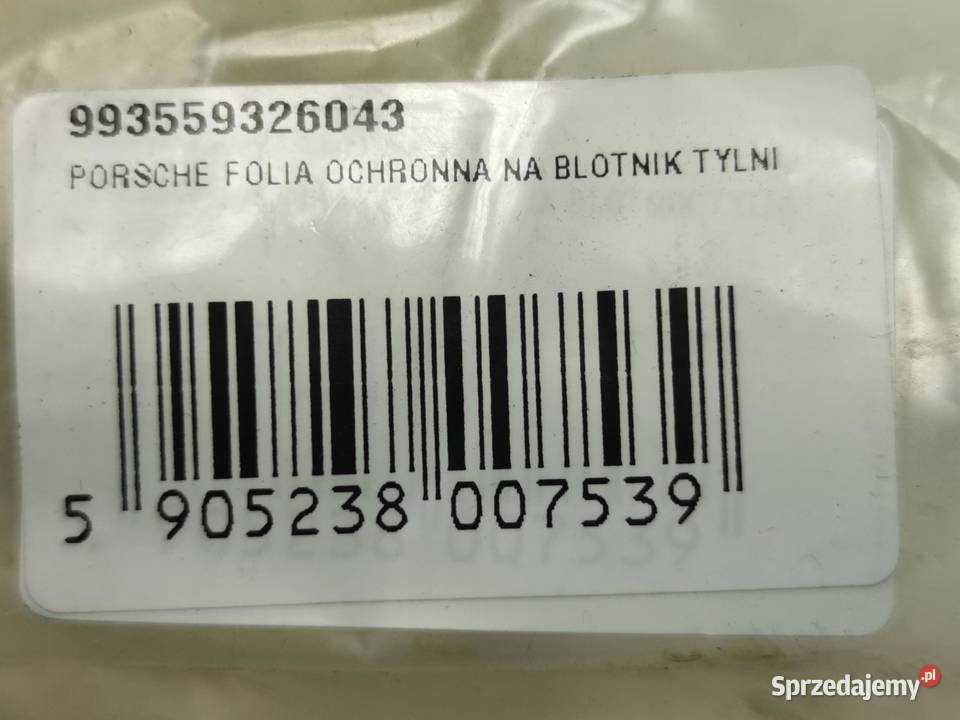 993559326043
PORSCHE FOLIA OCHRONNA NA BLOTNIK TYLNI
5 905238 007539
Sprzedajemy.pl